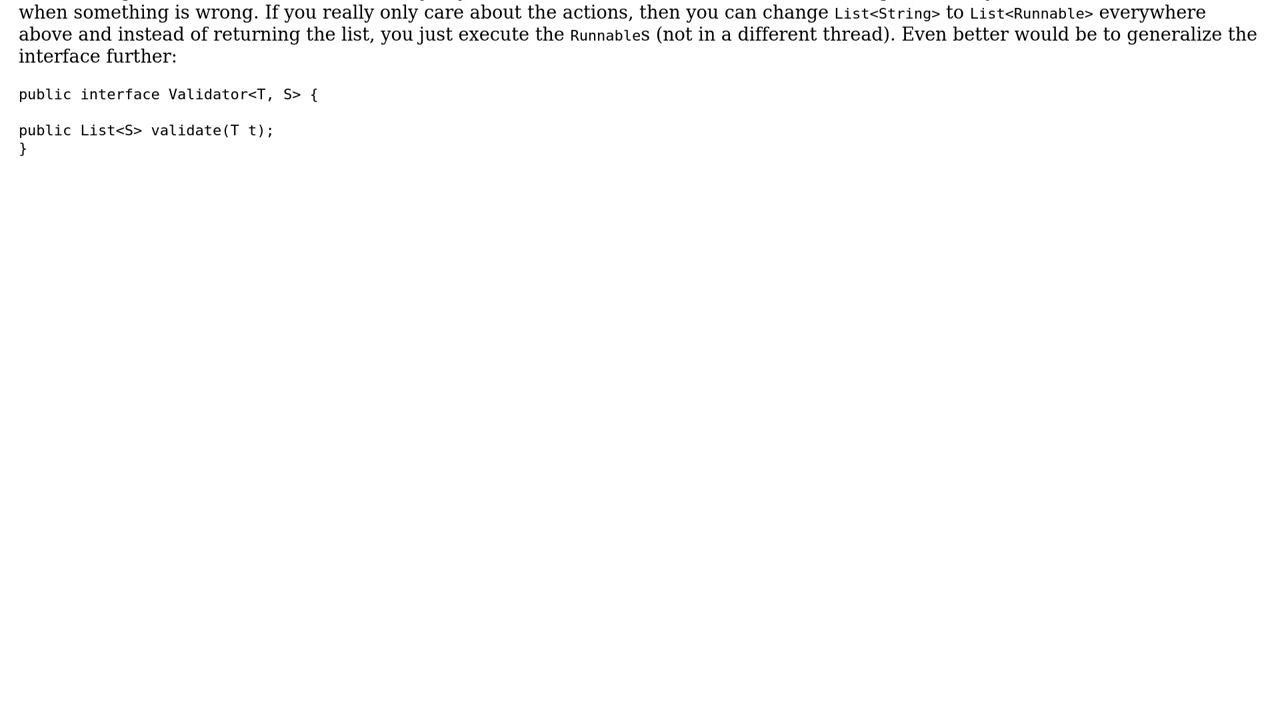 when something is wrong. If you really only care about the actions, then you can change List<String> to List<Runnable> everywhere
above and instead of returning the list, you just execute the Runnables (not in a different thread). Even better would be to generalize the
interface further:
public interface Validator<T, S> {
public List<S> validate(T t);
}